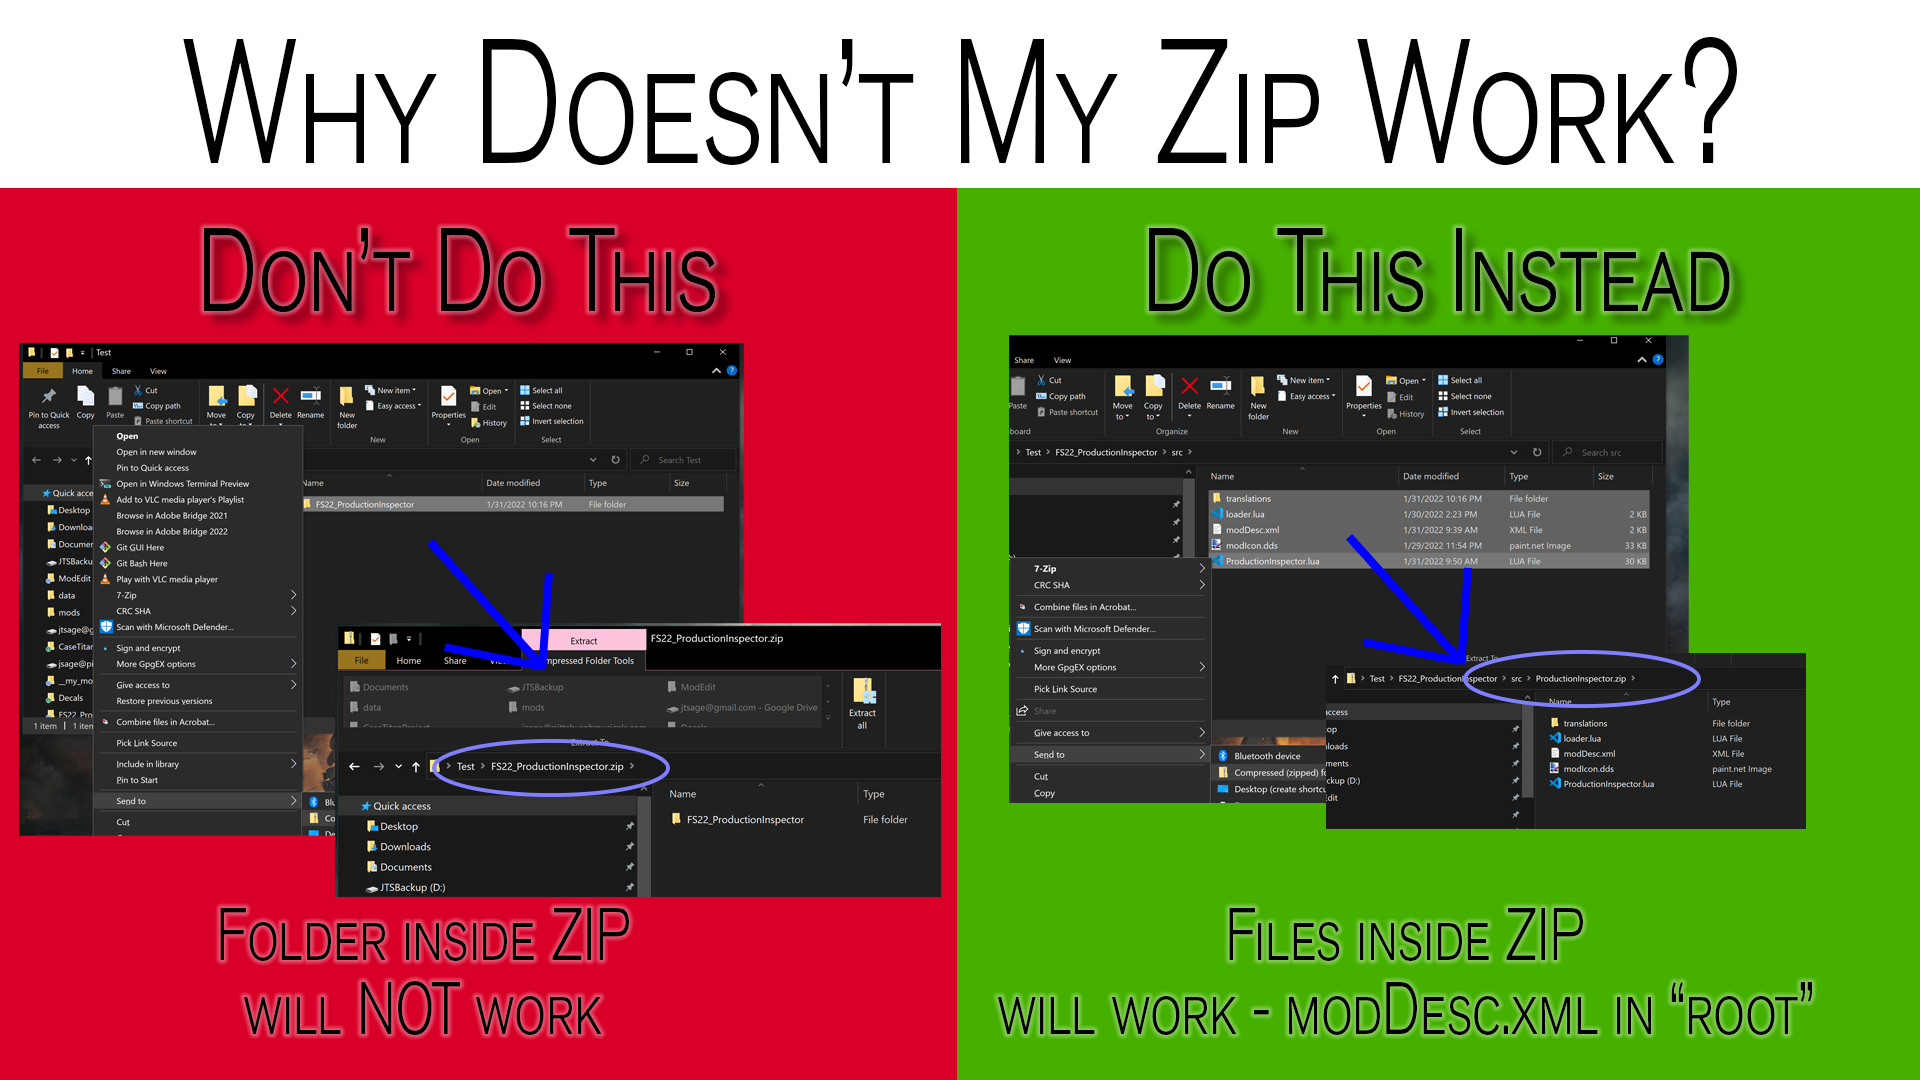 Why Doesn't My Zip Work?
Don't Do This
Test
File Home Share View
Pin to Quick access
Copy
Paste
Cut
Copy path
Paste shortcut
Move
Copy
Delete
Rename
New folder
New item
Easy access
New
Properties
Open
Edit
History
Open
Select all
Select none
Invert selection
Select
Search Test
Open
Open in new window
Pin to Quick access
Open in Windows Terminal Preview
Add to VLC media player's Playlist
Browse in Adobe Bridge 2021
Browse in Adobe Bridge 2022
Git GUI Here
Git Bash Here
Play with VLC media player
7-Zip
CRC SHA
Scan with Microsoft Defender...
Sign and encrypt
More GpgEX options
Give access to
Restore previous versions
Combine files in Acrobat...
Pick Link Source
Include in library
Pin to Start
Send to
Cut
Quick acce
Desktop
Downloa
Documen
JTSBacku
ModEdit
data
mods
jtsage@g
CaseTitan
jsage@pi
__my_mo
Decals
FS22_Pro
1 item 1 item
Name Date modified Type Size
FS22_ProductionInspector 1/31/2022 10:16 PM File folder
Extract FS22_ProductionInspector.zip
File Home Share mpressed Folder Tools
Documents JTSBackup ModEdit
data mods jtsage@gmail.com - Google Drive
Extract all
Extract To
Test > FS22_ProductionInspector.zip >
Quick access
Desktop
Downloads
Documents
JTSBackup (D:)
Name Type
FS22_ProductionInspector File folder
Folder inside ZIP
will NOT work
Do This Instead
Share View
Paste
Cut
Copy path
Paste shortcut
board
Move to
Copy to
Delete
Rename
Organize
New folder
New item
Easy access
New
Properties
Open
Edit
History
Open
Select all
Select none
Invert selection
Select
> Test > FS22_ProductionInspector > src >
Search src
Name Date modified Type Size
translations 1/31/2022 10:16 PM File folder
loader.lua 1/30/2022 2:23 PM LUA File 2 KB
modDesc.xml 1/31/2022 9:39 AM XML File 2 KB
modIcon.dds 1/29/2022 11:54 PM paint.net Image 33 KB
ProductionInspector.lua 1/31/2022 9:50 AM LUA File 30 KB
7-Zip
CRC SHA
Combine files in Acrobat...
Scan with Microsoft Defender...
Sign and encrypt
More GpgEX options
Pick Link Source
Share
Give access to
Send to
Cut
Copy
Bluetooth device
Compressed (zipped) fo
Desktop (create shortcu
Extract To
> Test > FS22_ProductionInspector > src > ProductionInspector.zip >
Name Type
translations File folder
loader.lua LUA File
modDesc.xml XML File
modIcon.dds paint.net Image
ProductionInspector.lua LUA File
ccess
op
loads
ments
ckup (D:)
dit
Files inside ZIP
will work - modDesc.xml in “root”